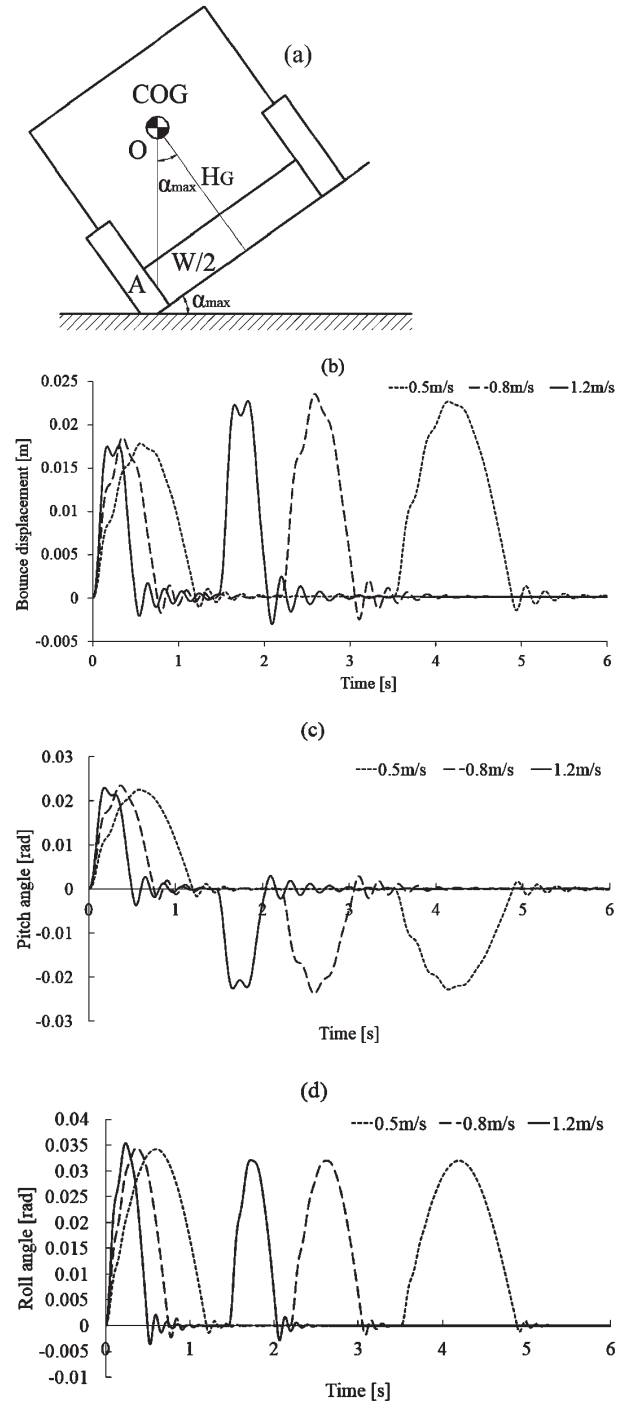 (a)
COG
O
αmax
HG
W/2
A
αmax
(b)
0.5m/s 0.8m/s 1.2m/s
Bounce displacement [m]
0.025
0.02
0.015
0.01
0.005
0
-0.005
0 1 2 3 4 5 6
Time [s]
(c)
0.5m/s 0.8m/s 1.2m/s
Pitch angle [rad]
0.03
0.02
0.01
0
-0.01
-0.02
-0.03
0 1 2 3 4 5 6
Time [s]
(d)
0.5m/s 0.8m/s 1.2m/s
Roll angle [rad]
0.04
0.035
0.03
0.025
0.02
0.015
0.01
0.005
0
-0.005
-0.01
0 1 2 3 4 5 6
Time [s]